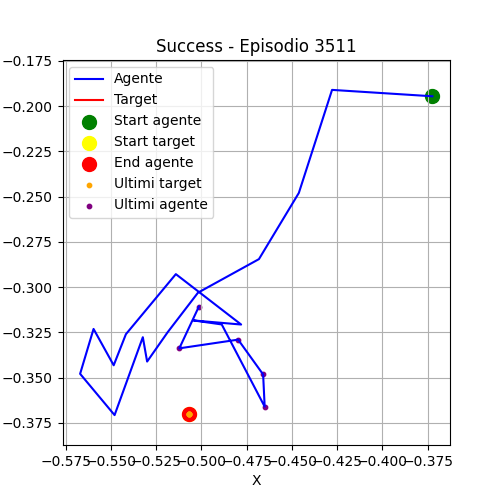 Success - Episodio 3511
Agente
Target
Start agente
Start target
End agente
Ultimi target
Ultimi agente
−0.175
−0.200
−0.225
−0.250
−0.275
−0.300
−0.325
−0.350
−0.375
−0.575 −0.550 −0.525 −0.500 −0.475 −0.450 −0.425 −0.400 −0.375
X